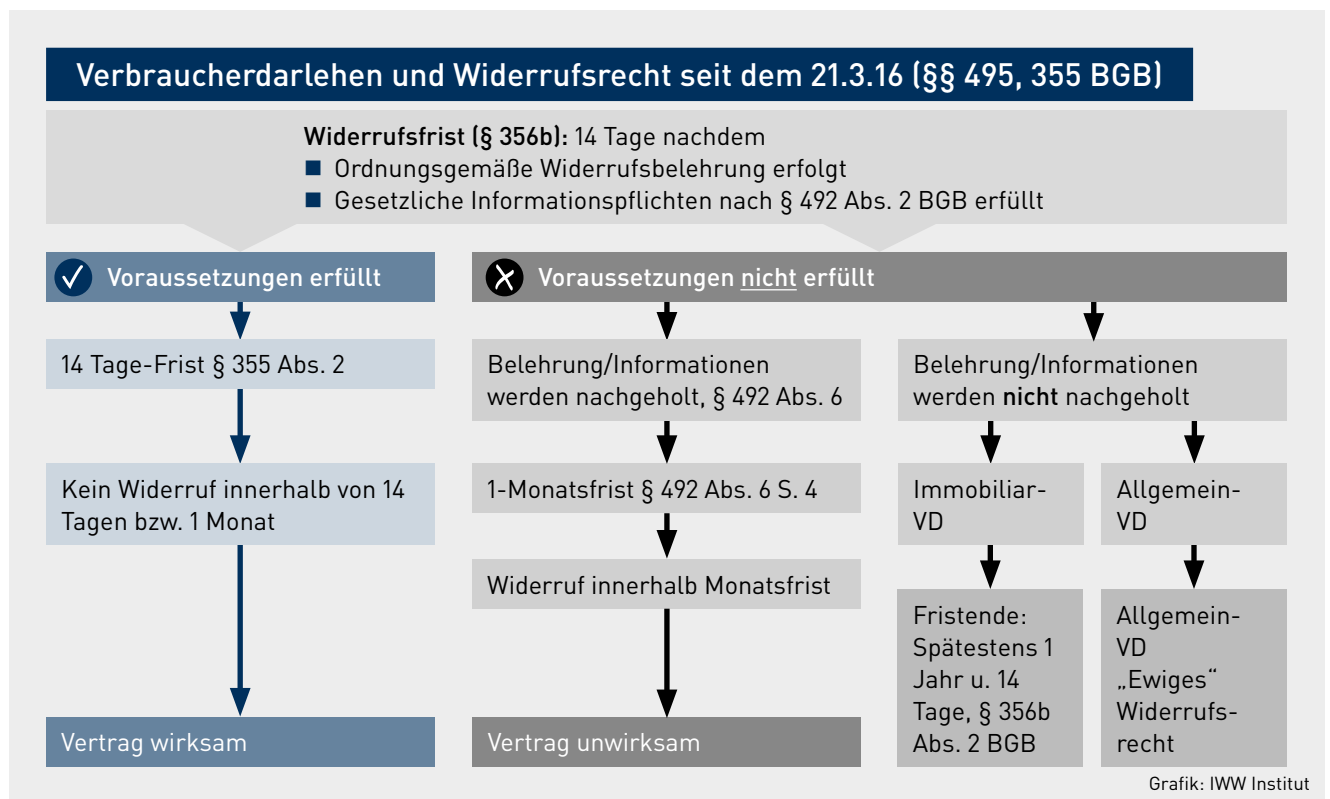 Verbraucherdarlehen und Widerrufsrecht seit dem 21.3.16 (§§ 495, 355 BGB)
Widerrufsfrist (§ 356b): 14 Tage nachdem
Ordnungsgemäße Widerrufsbelehrung erfolgt
Gesetzliche Informationspflichten nach § 492 Abs. 2 BGB erfüllt
Voraussetzungen erfüllt
14 Tage-Frist § 355 Abs. 2
Kein Widerruf innerhalb von 14
Tagen bzw. 1 Monat
Vertrag wirksam
Voraussetzungen nicht erfüllt
Belehrung/Informationen
werden nachgeholt, § 492 Abs. 6
1-Monatsfrist § 492 Abs. 6 S. 4
Widerruf innerhalb Monatsfrist
Vertrag unwirksam
Belehrung/Informationen
werden nicht nachgeholt
Immobiliar-
VD
Fristende:
Spätestens 1
Jahr u. 14
Tage, § 356b
Abs. 2 BGB
Allgemein-
VD
Allgemein-
VD
„Ewiges“
Widerrufs-
recht
Grafik: IWW Institut